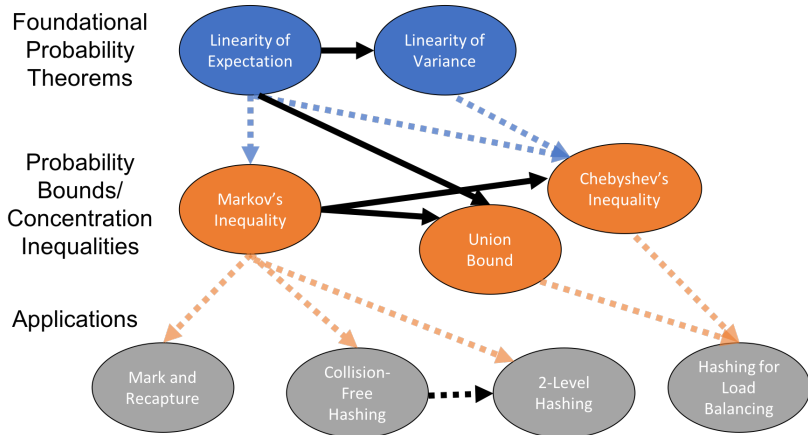 Foundational
Probability
Theorems
Linearity of
Expectation
Linearity of
Variance
Probability
Bounds/
Concentration
Inequalities
Markov's
Inequality
Union
Bound
Chebyshev's
Inequality
Applications
Mark and
Recapture
Collision-
Free
Hashing
2-Level
Hashing
Hashing for
Load
Balancing